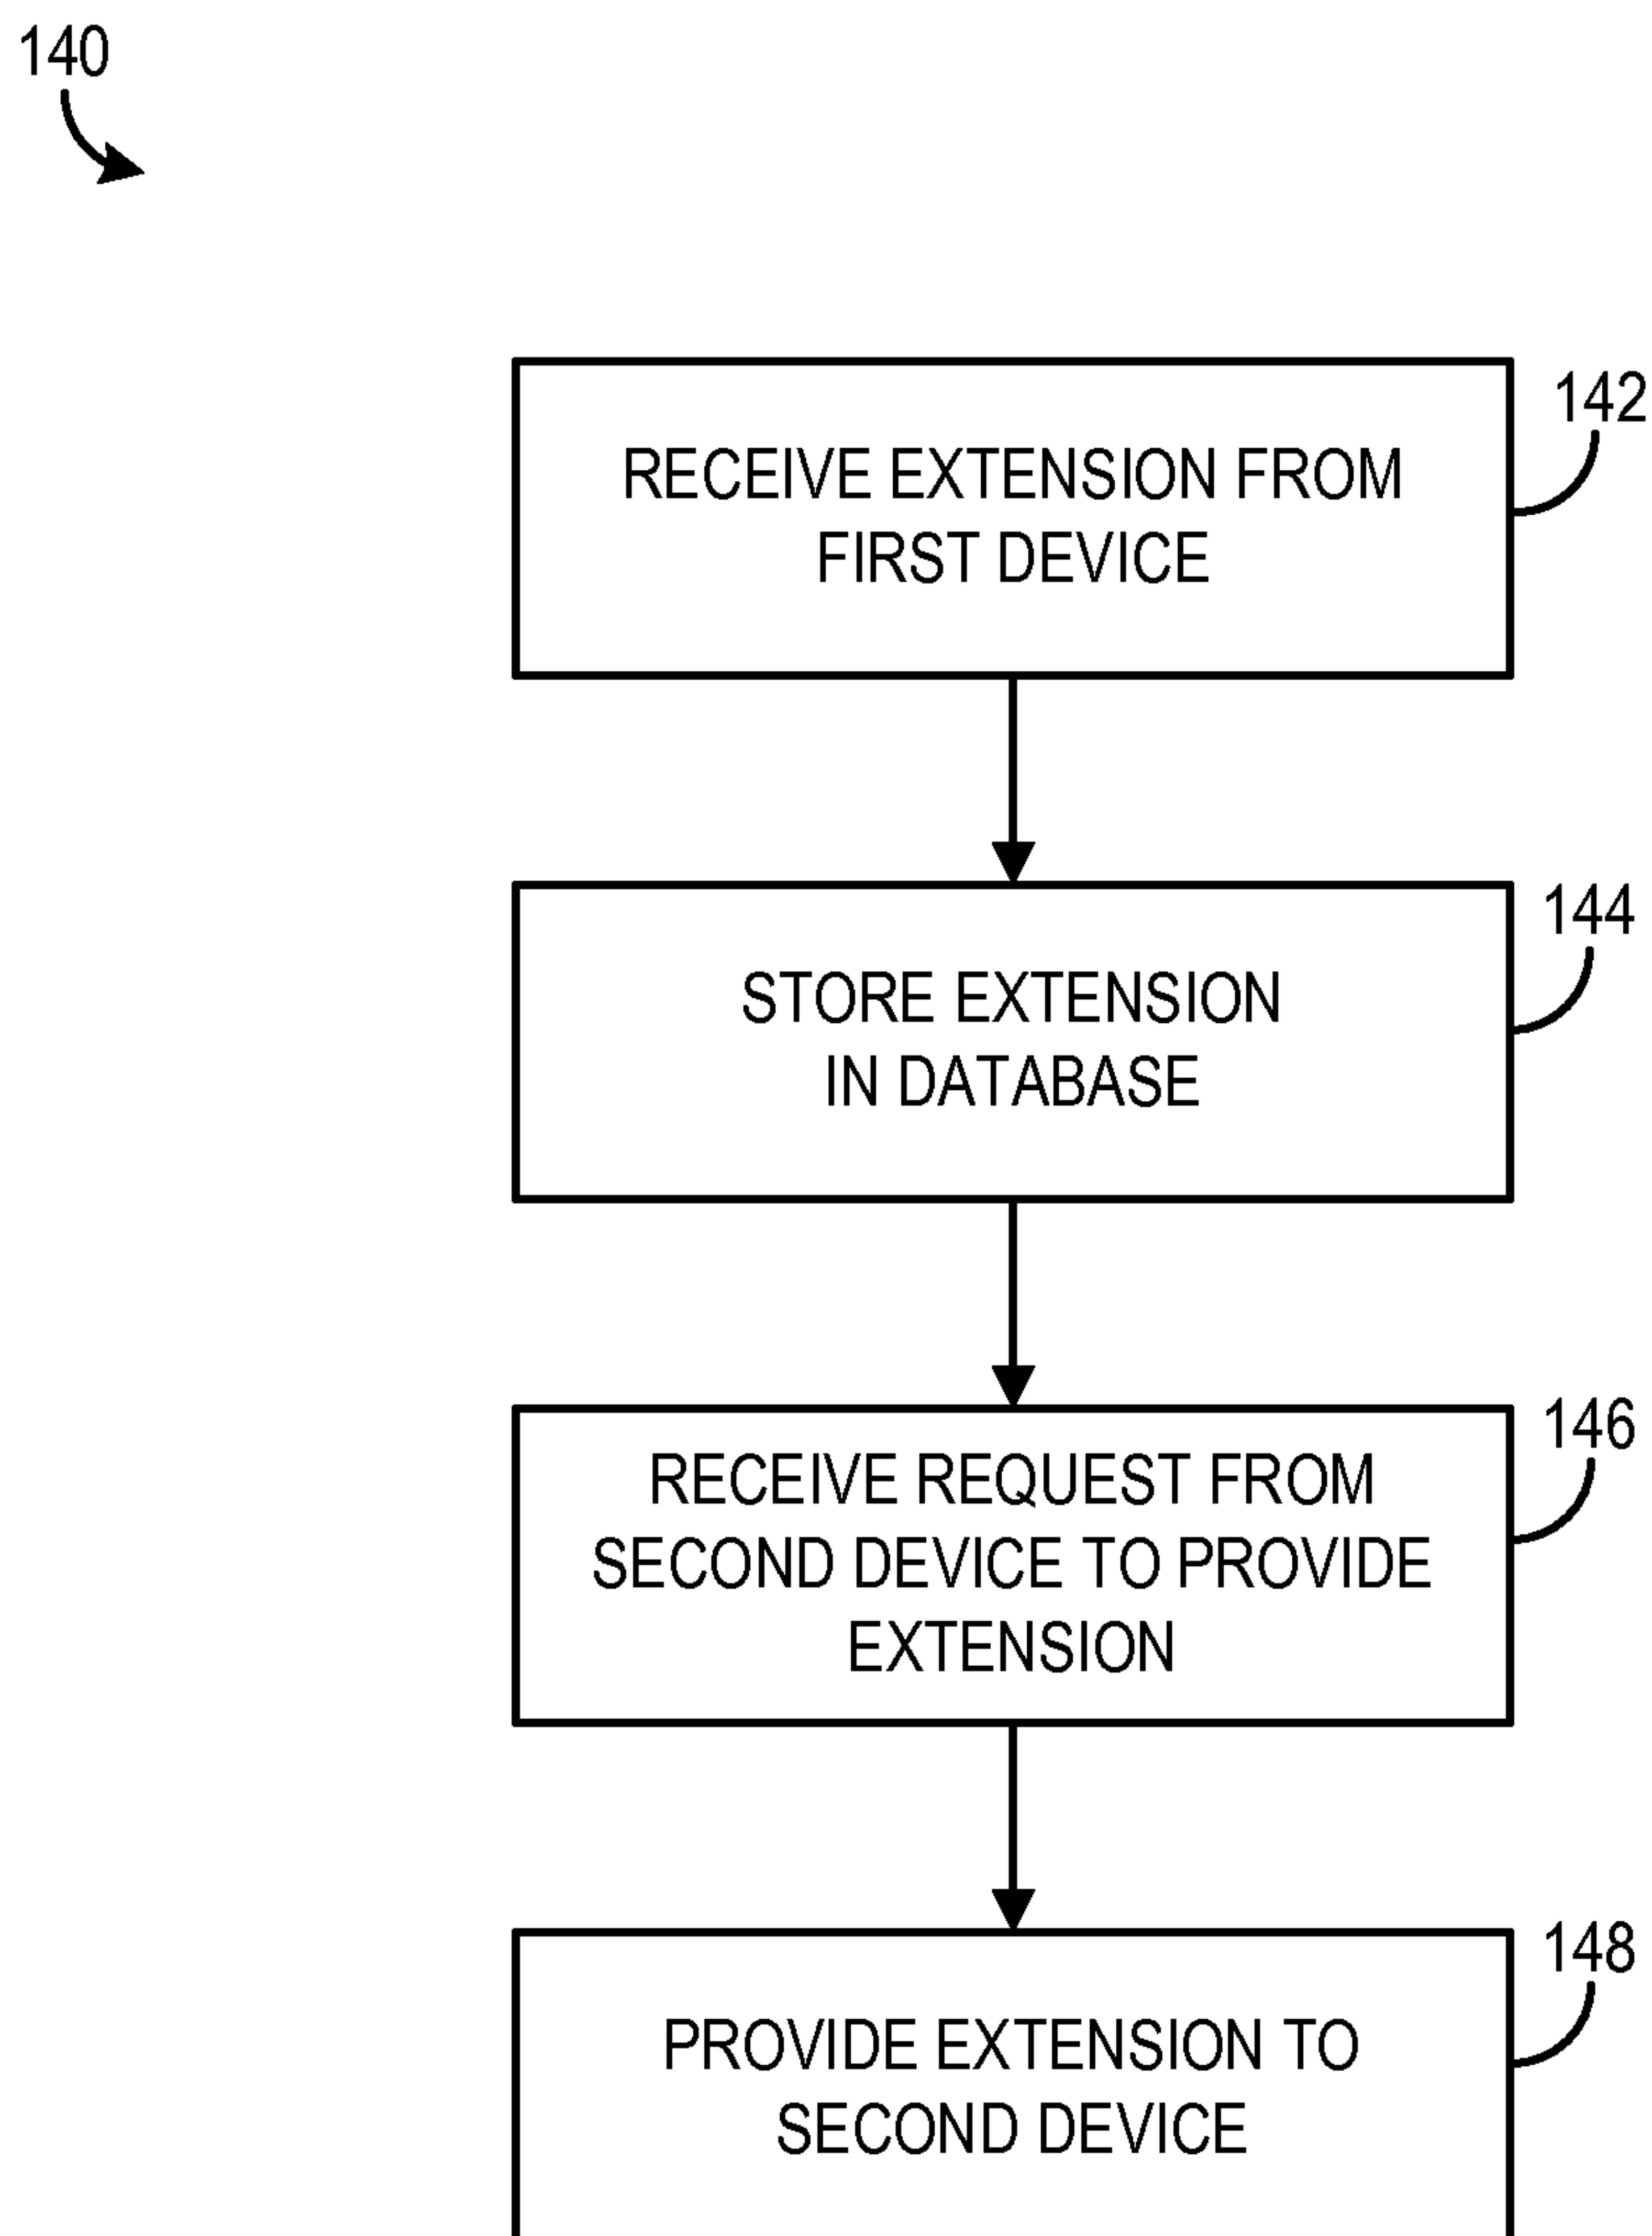 140
142
RECEIVE EXTENSION FROM
FIRST DEVICE
144
STORE EXTENSION
IN DATABASE
146
RECEIVE REQUEST FROM
SECOND DEVICE TO PROVIDE
EXTENSION
148
PROVIDE EXTENSION TO
SECOND DEVICE